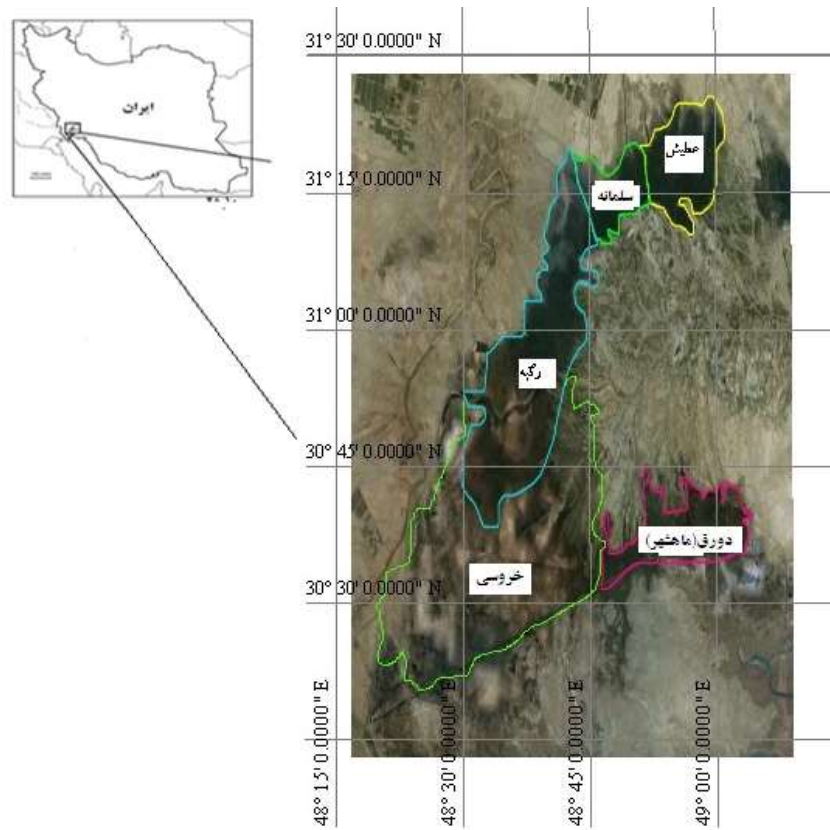 ایران
31° 30' 0.0000" N
31° 15' 0.0000" N
31° 00' 0.0000" N
30° 45' 0.0000" N
30° 30' 0.0000" N
عطیش
سلمانه
رگبه
دورق(ماهشهر)
خروسی
48° 15' 0.0000" E
48° 30' 0.0000" E
48° 45' 0.0000" E
49° 00' 0.0000" E